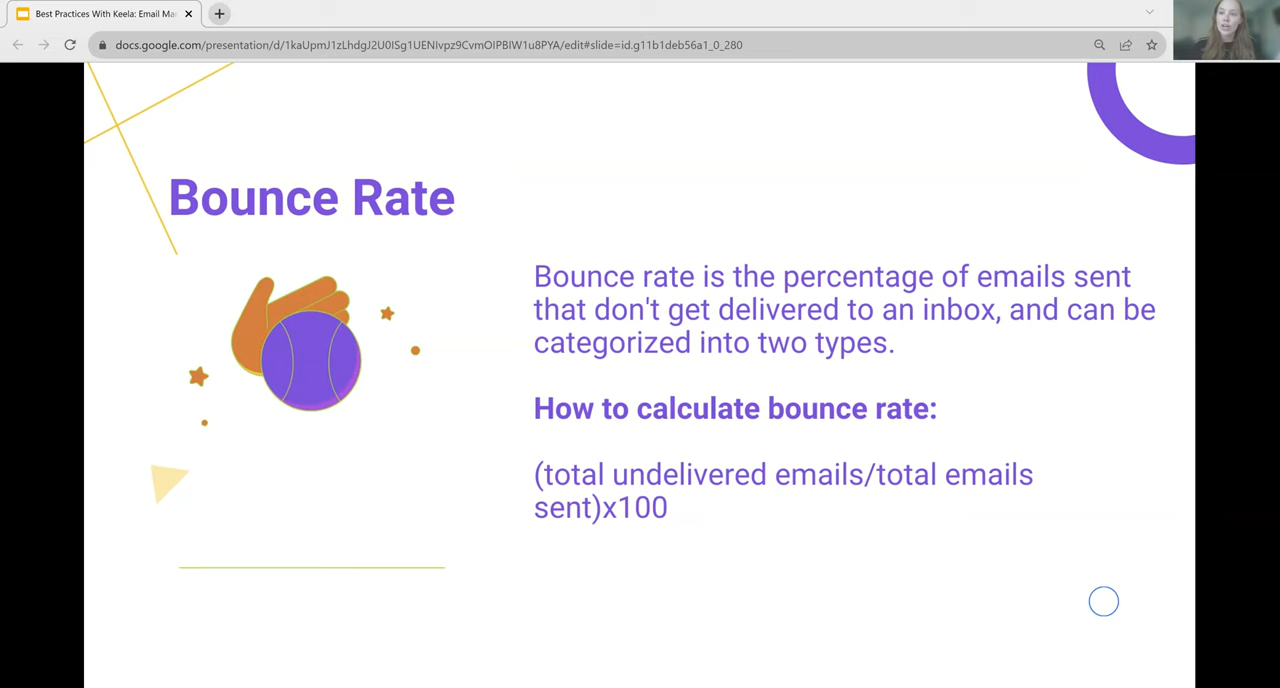 Best Practices With Keela: Email Ma
docs.google.com/presentation/d/1kaUpmJ1zLhdgJ2U0ISg1UENIvpz9CvmOIPBIW1u8PYA/edit#slide=id.g11b1deb56a1_0_280
Bounce Rate
Bounce rate is the percentage of emails sent
that don't get delivered to an inbox, and can be
categorized into two types.
How to calculate bounce rate:
(total undelivered emails/total emails
sent)x100